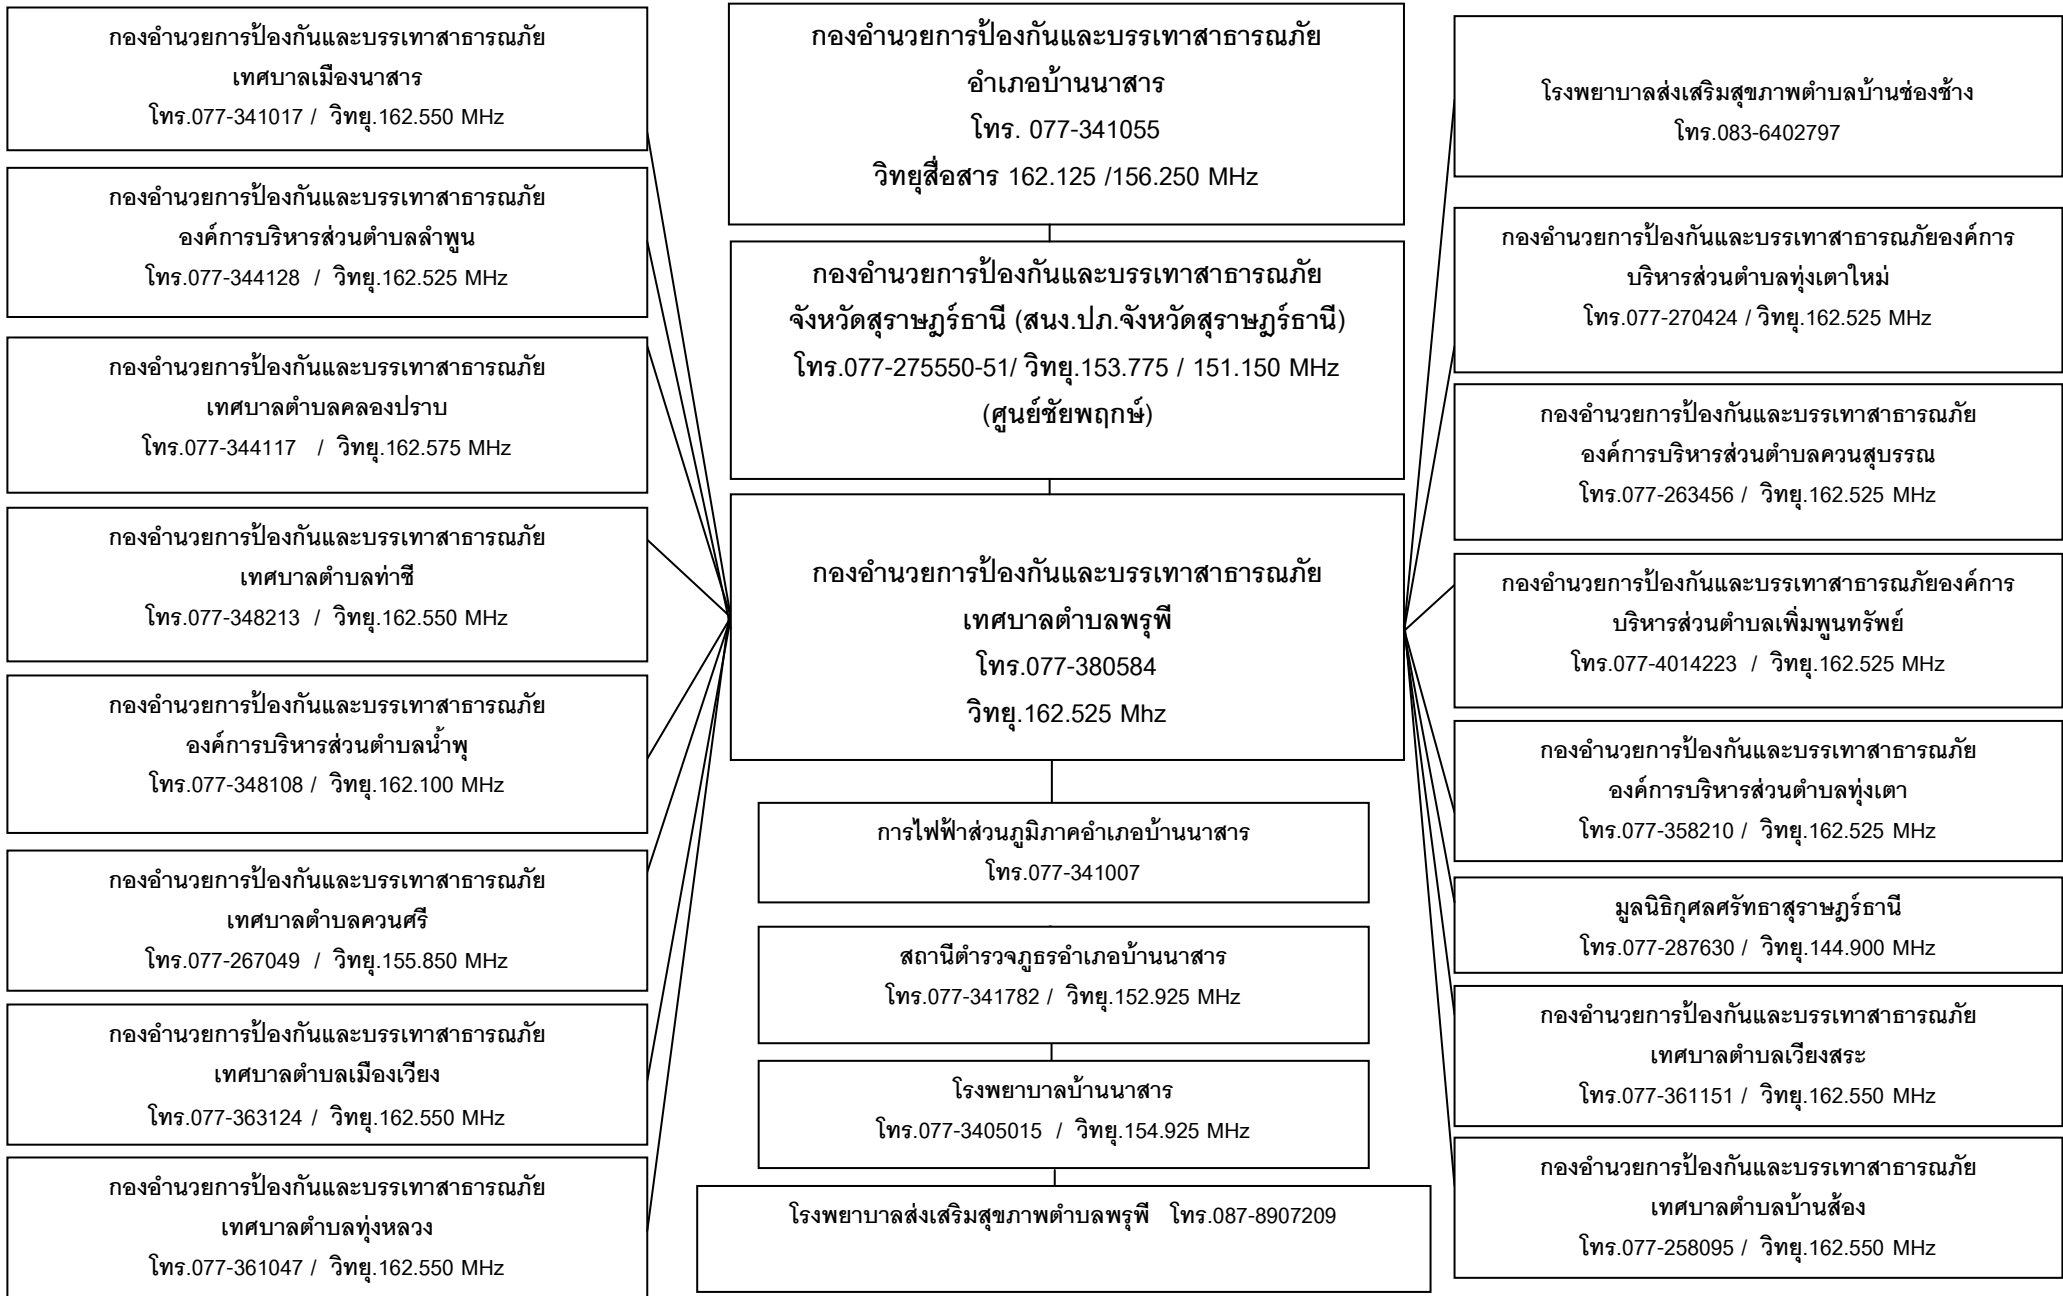 กองอำนวยการป้องกันและบรรเทาสาธารณภัย
เทศบาลเมืองนาสาร
โทร.077-341017 / วิทยุ.162.550 MHz
กองอำนวยการป้องกันและบรรเทาสาธารณภัย
องค์การบริหารส่วนตำบลลำพูน
โทร.077-344128 / วิทยุ.162.525 MHz
กองอำนวยการป้องกันและบรรเทาสาธารณภัย
เทศบาลตำบลคลองปราบ
โทร.077-344117 / วิทยุ.162.575 MHz
กองอำนวยการป้องกันและบรรเทาสาธารณภัย
เทศบาลตำบลท่าชี
โทร.077-348213 / วิทยุ.162.550 MHz
กองอำนวยการป้องกันและบรรเทาสาธารณภัย
องค์การบริหารส่วนตำบลน้ำพุ
โทร.077-348108 / วิทยุ.162.100 MHz
กองอำนวยการป้องกันและบรรเทาสาธารณภัย
เทศบาลตำบลควนศรี
โทร.077-267049 / วิทยุ.155.850 MHz
กองอำนวยการป้องกันและบรรเทาสาธารณภัย
เทศบาลตำบลเมืองเวียง
โทร.077-363124 / วิทยุ.162.550 MHz
กองอำนวยการป้องกันและบรรเทาสาธารณภัย
เทศบาลตำบลทุ่งหลวง
โทร.077-361047 / วิทยุ.162.550 MHz
กองอำนวยการป้องกันและบรรเทาสาธารณภัย
อำเภอบ้านนาสาร
โทร. 077-341055
วิทยุสื่อสาร 162.125 /156.250 MHz
กองอำนวยการป้องกันและบรรเทาสาธารณภัย
จังหวัดสุราษฎร์ธานี (สนง.ปภ.จังหวัดสุราษฎร์ธานี)
โทร.077-275550-51/ วิทยุ.153.775 / 151.150 MHz
(ศูนย์ชัยพฤกษ์)
กองอำนวยการป้องกันและบรรเทาสาธารณภัย
เทศบาลตำบลพรุพี
โทร.077-380584
วิทยุ.162.525 Mhz
การไฟฟ้าส่วนภูมิภาคอำเภอบ้านนาสาร
โทร.077-341007
สถานีตำรวจภูธรอำเภอบ้านนาสาร
โทร.077-341782 / วิทยุ.152.925 MHz
โรงพยาบาลบ้านนาสาร
โทร.077-3405015 / วิทยุ.154.925 MHz
โรงพยาบาลส่งเสริมสุขภาพตำบลพรุพี โทร.087-8907209
โรงพยาบาลส่งเสริมสุขภาพตำบลบ้านช่องช้าง
โทร.083-6402797
กองอำนวยการป้องกันและบรรเทาสาธารณภัยองค์การ
บริหารส่วนตำบลทุ่งเตาใหม่
โทร.077-270424 / วิทยุ.162.525 MHz
กองอำนวยการป้องกันและบรรเทาสาธารณภัย
องค์การบริหารส่วนตำบลควนสุบรรณ
โทร.077-263456 / วิทยุ.162.525 MHz
กองอำนวยการป้องกันและบรรเทาสาธารณภัยองค์การ
บริหารส่วนตำบลเพิ่มพูนทรัพย์
โทร.077-4014223 / วิทยุ.162.525 MHz
กองอำนวยการป้องกันและบรรเทาสาธารณภัย
องค์การบริหารส่วนตำบลทุ่งเตา
โทร.077-358210 / วิทยุ.162.525 MHz
มูลนิธิกุศลศรัทธาสุราษฎร์ธานี
โทร.077-287630 / วิทยุ.144.900 MHz
กองอำนวยการป้องกันและบรรเทาสาธารณภัย
เทศบาลตำบลเวียงสระ
โทร.077-361151 / วิทยุ.162.550 MHz
กองอำนวยการป้องกันและบรรเทาสาธารณภัย
เทศบาลตำบลบ้านส้อง
โทร.077-258095 / วิทยุ.162.550 MHz